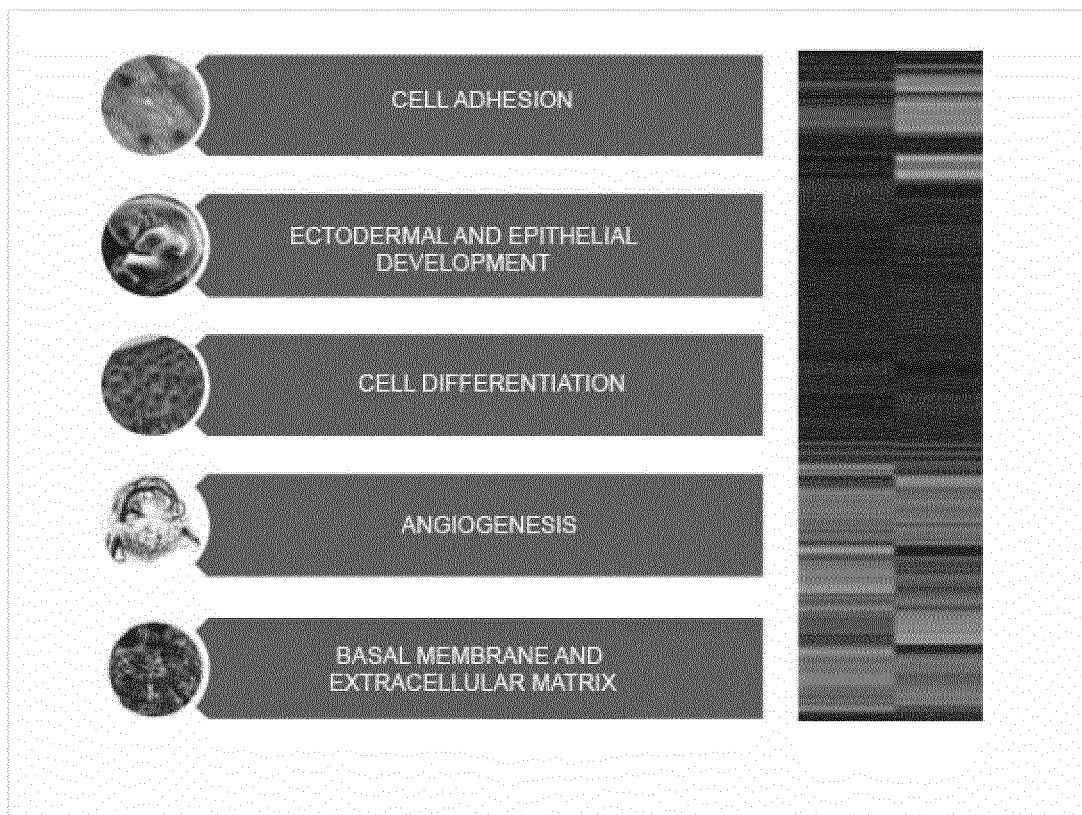 CELL ADHESION
ECTODERMAL AND EPITHELIAL
DEVELOPMENT
CELL DIFFERENTIATION
ANGIOGENESIS
BASAL MEMBRANE AND
EXTRACELLULAR MATRIX